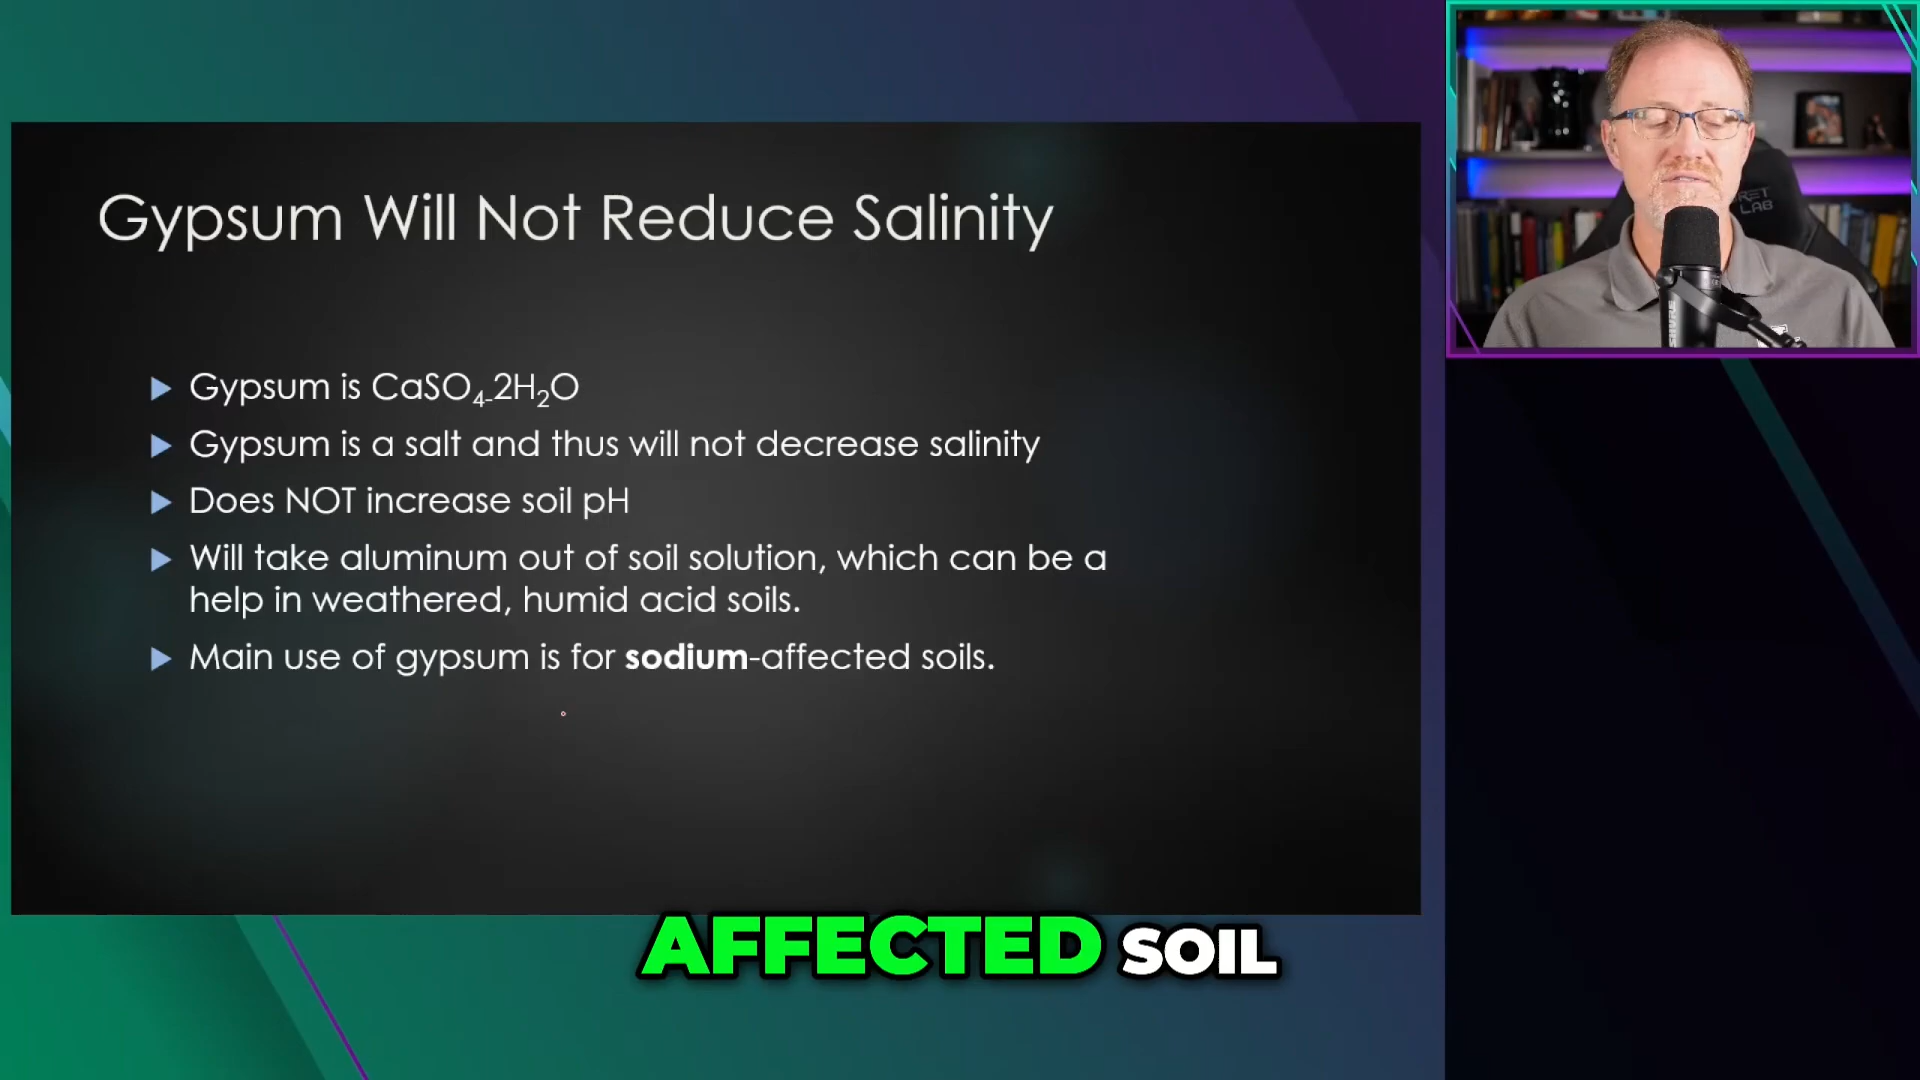 Gypsum Will Not Reduce Salinity
Gypsum is CaSO₄-2H₂O
Gypsum is a salt and thus will not decrease salinity
Does NOT increase soil pH
Will take aluminum out of soil solution, which can be a
help in weathered, humid acid soils.
Main use of gypsum is for sodium-affected soils.
AFFECTED SOIL
LAB